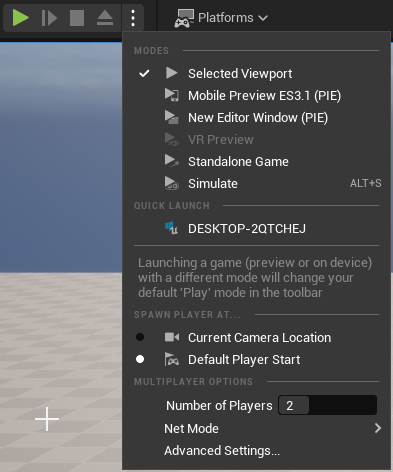 Platforms
MODES
Selected Viewport
Mobile Preview ES3.1 (PIE)
New Editor Window (PIE)
VR Preview
Standalone Game
Simulate ALT+S
QUICK LAUNCH
DESKTOP-2QTCHEJ
Launching a game (preview or on device)
with a different mode will change your
default 'Play' mode in the toolbar
SPAWN PLAYER AT...
Current Camera Location
Default Player Start
MULTIPLAYER OPTIONS
Number of Players 2
Net Mode
Advanced Settings...